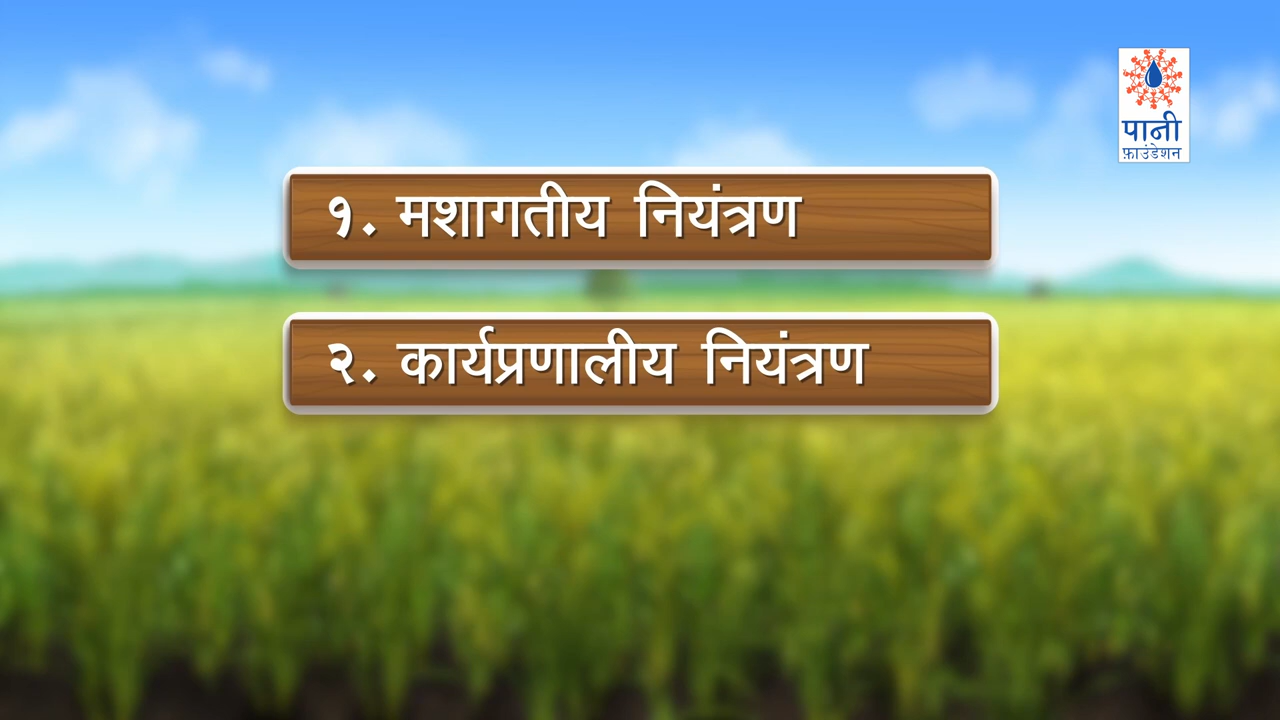 पानी
फ़ाउंडेशन
१. मशागतीय नियंत्रण
२. कार्यप्रणालीय नियंत्रण